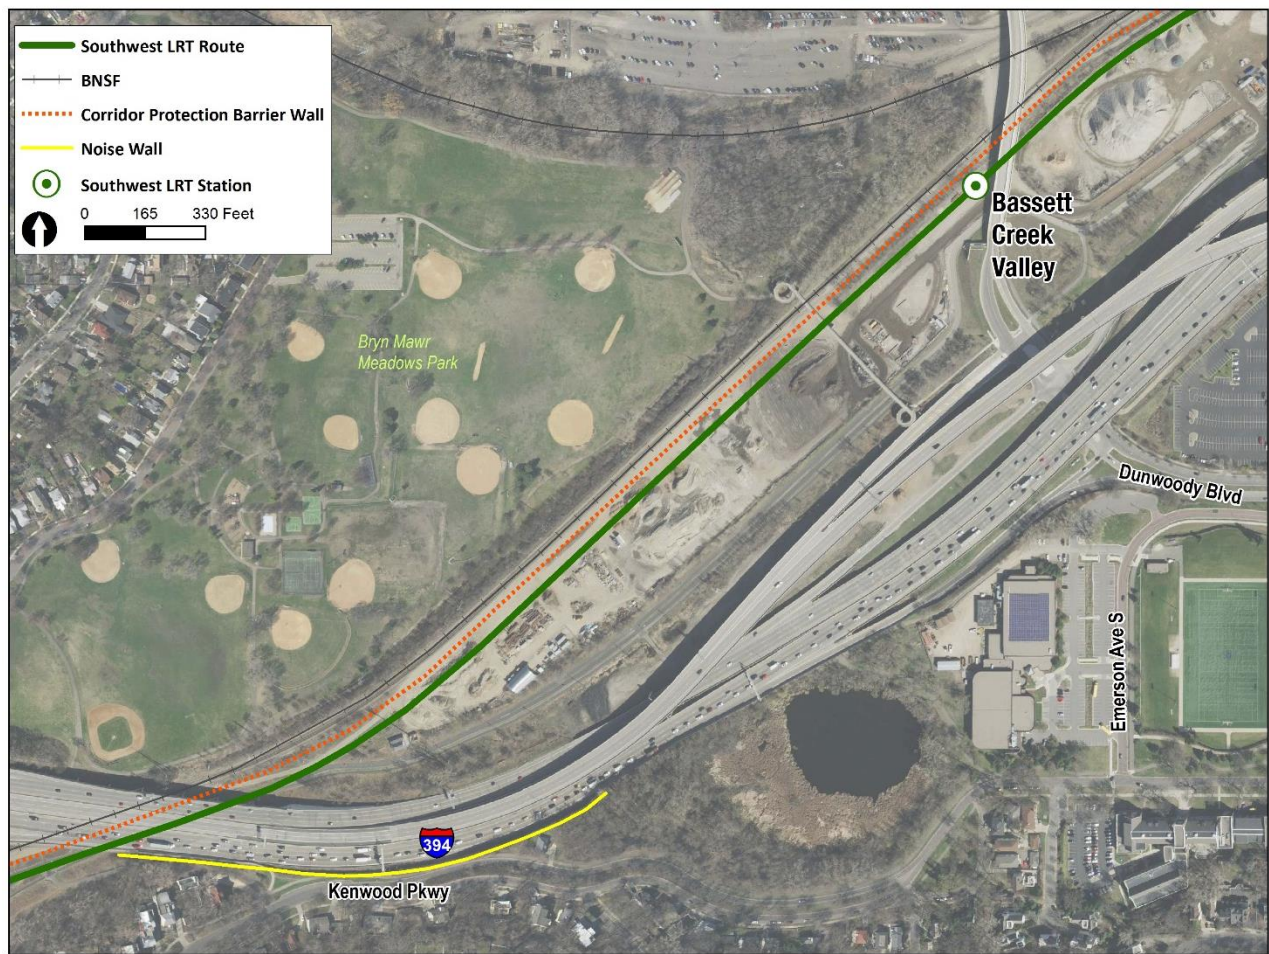 Southwest LRT Route
BNSF
Corridor Protection Barrier Wall
Noise Wall
Southwest LRT Station
0 165 330 Feet
Bassett
Creek
Valley
Bryn Mawr
Meadows Park
Dunwoody Blvd
Emerson Ave S
394
Kenwood Pkwy